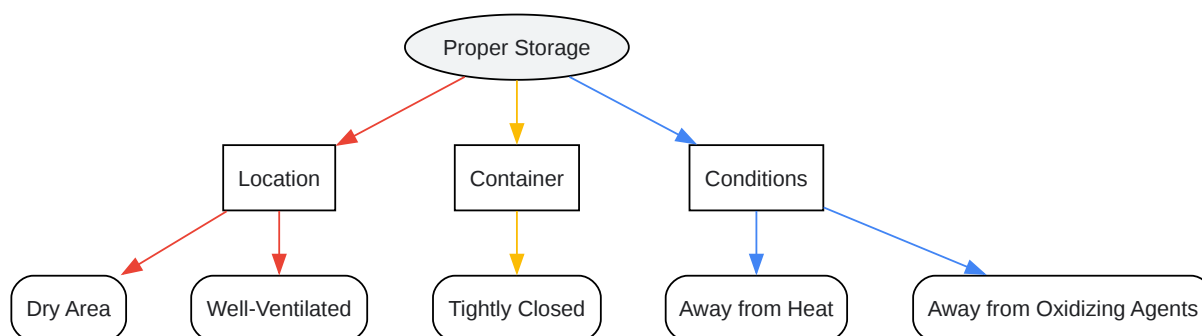 Proper Storage
Location
Container
Conditions
Dry Area
Well-Ventilated
Tightly Closed
Away from Heat
Away from Oxidizing Agents